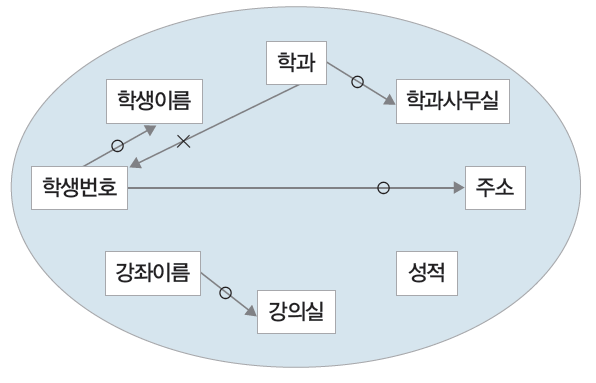 학과
학생이름
학과사무실
학생번호
주소
강좌이름
성적
강의실